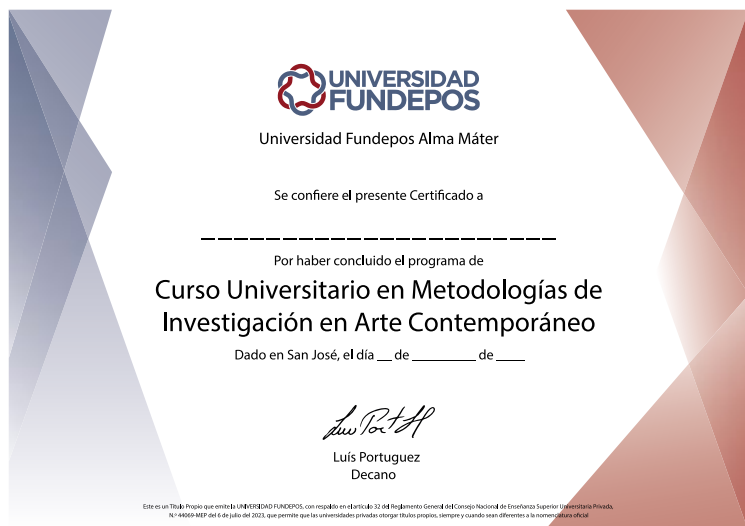 UNIVERSIDAD
FUNDEPOS
Universidad Fundepos Alma Máter
Se confiere el presente Certificado a
Por haber concluido el programa de
Curso Universitario en Metodologías de
Investigación en Arte Contemporáneo
Dado en San José, el día __ de ________ de ____
Luís Portuguez
Decano
Este es un Título Propio que emite la UNIVERSIDAD FUNDEPOS, con respaldo en el artículo 32 del Reglamento General del Consejo Nacional de Enseñanza Superior Universitaria Privada,
N.º 44069-MEP del 6 de julio del 2023, que permite que las universidades privadas otorgar títulos propios, siempre y cuando sean diferentes a la nomenclatura oficial